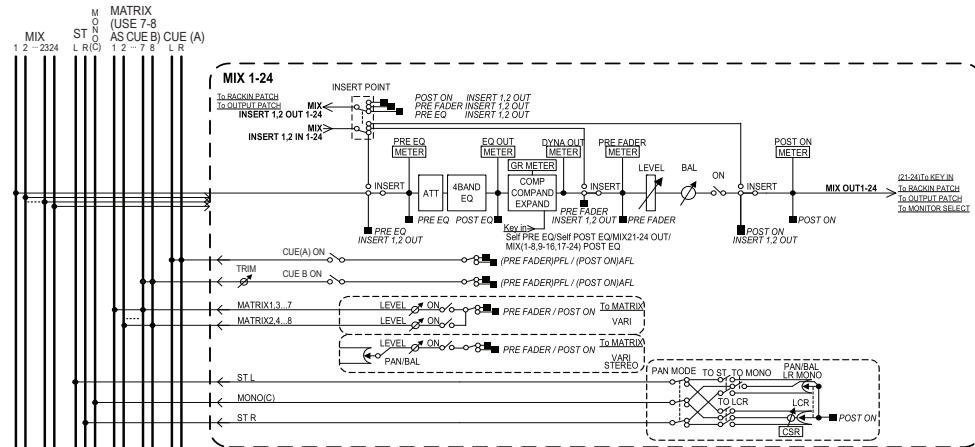 MIX
1 2 ··· 23 24
ST
L R
MONO
(C)
MATRIX
(USE 7-8
AS CUE B)
1 2 ··· 7 8
CUE (A)
L R
MIX 1-24
INSERT POINT
To RACKIN PATCH
To OUTPUT PATCH
MIX
INSERT 1,2 OUT 1-24
MIX
INSERT 1,2 IN 1-24
POST ON INSERT 1,2 OUT
PRE FADER INSERT 1,2 OUT
PRE EQ INSERT 1,2 OUT
PRE EQ
METER
EQ OUT
METER
DYNA OUT
METER
PRE FADER
METER
POST ON
METER
GR METER
LEVEL
BAL
ON
INSERT
ATT
4BAND
EQ
COMP
COMPAND
EXPAND
INSERT
INSERT
MIX OUT1-24
(21-24)To KEY IN
To RACKIN PATCH
To OUTPUT PATCH
To MONITOR SELECT
PRE EQ
INSERT 1,2 OUT
PRE EQ
POST EQ
Key in
Self PRE EQ/Self POST EQ/MIX21-24 OUT/
MIX(1-8,9-16,17-24) POST EQ
PRE FADER
INSERT 1,2 OUT
PRE FADER
POST ON
INSERT 1,2 OUT
POST ON
CUE(A) ON
(PRE FADER)PFL / (POST ON)AFL
TRIM
CUE B ON
(PRE FADER)PFL / (POST ON)AFL
MATRIX1,3...7
LEVEL
ON
PRE FADER / POST ON
To MATRIX
VARI
MATRIX2,4...8
LEVEL
ON
LEVEL
ON
PAN/BAL
PRE FADER / POST ON
To MATRIX
VARI
STEREO
ST L
MONO(C)
ST R
PAN MODE
TO ST
TO MONO
PAN/BAL
LR MONO
TO LCR
LCR
CSR
POST ON